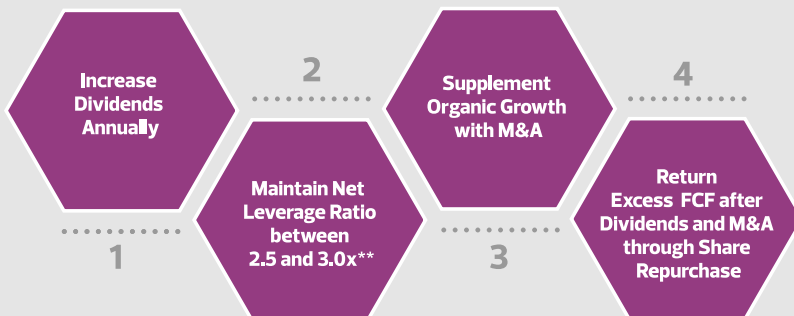 Increase
Dividends
Annually
1
2
Maintain Net
Leverage Ratio
between
2.5 and 3.0x**
Supplement
Organic Growth
with M&A
3
4
Return
Excess FCF after
Dividends and M&A
through Share
Repurchase